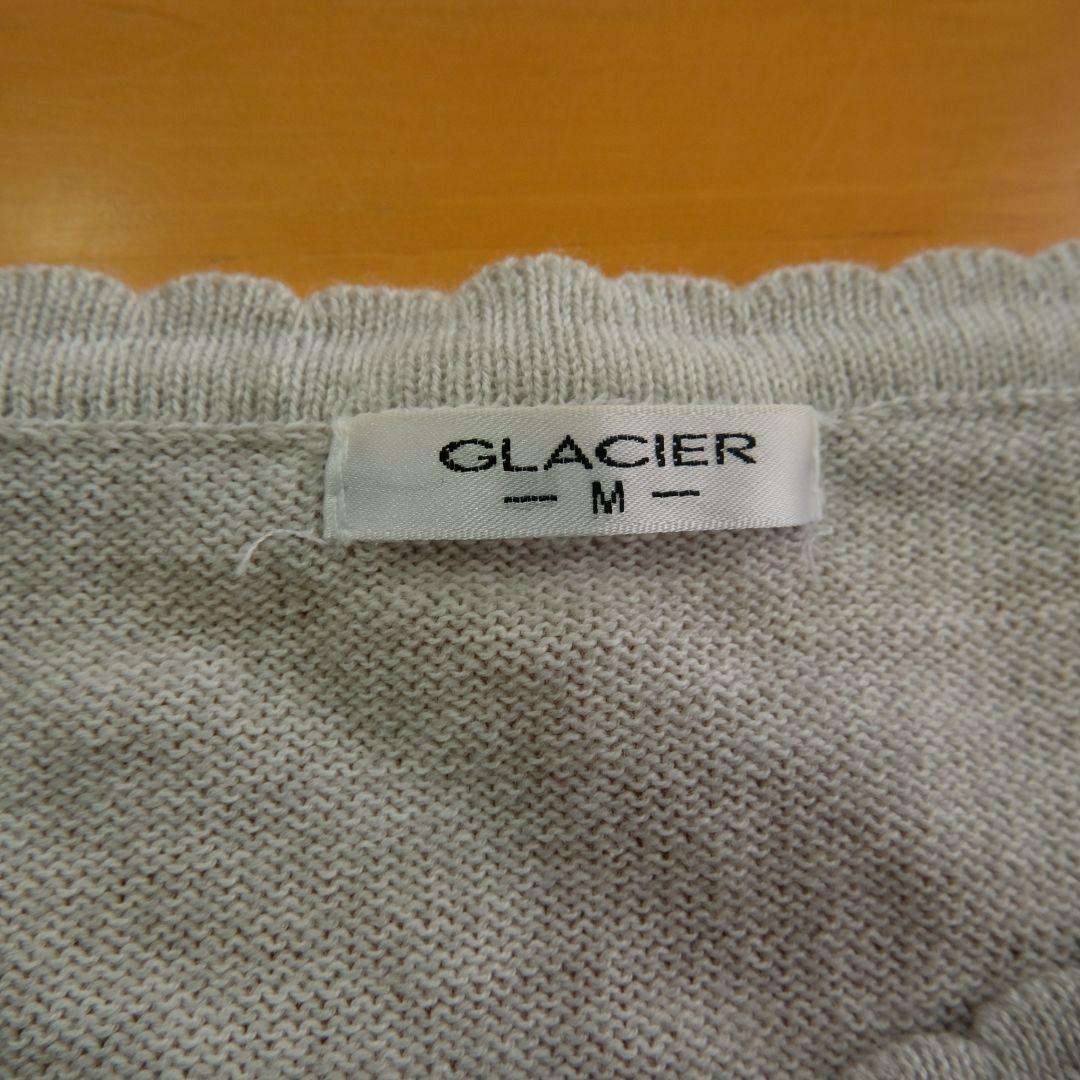 GLACIER
— M —